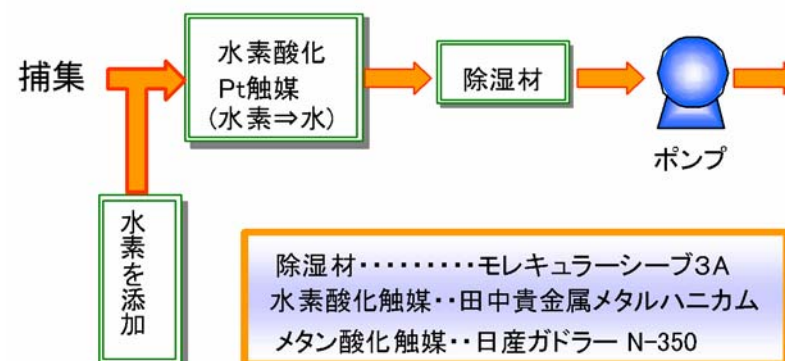 捕集
水素酸化
Pt触媒
(水素⇒水)
除湿材
ポンプ
水素を添加
除湿材‥‥‥‥‥モレキュラーシーブ3A
水素酸化触媒‥田中貴金属メタルハニカム
メタン酸化触媒‥日産ガドラー N-350